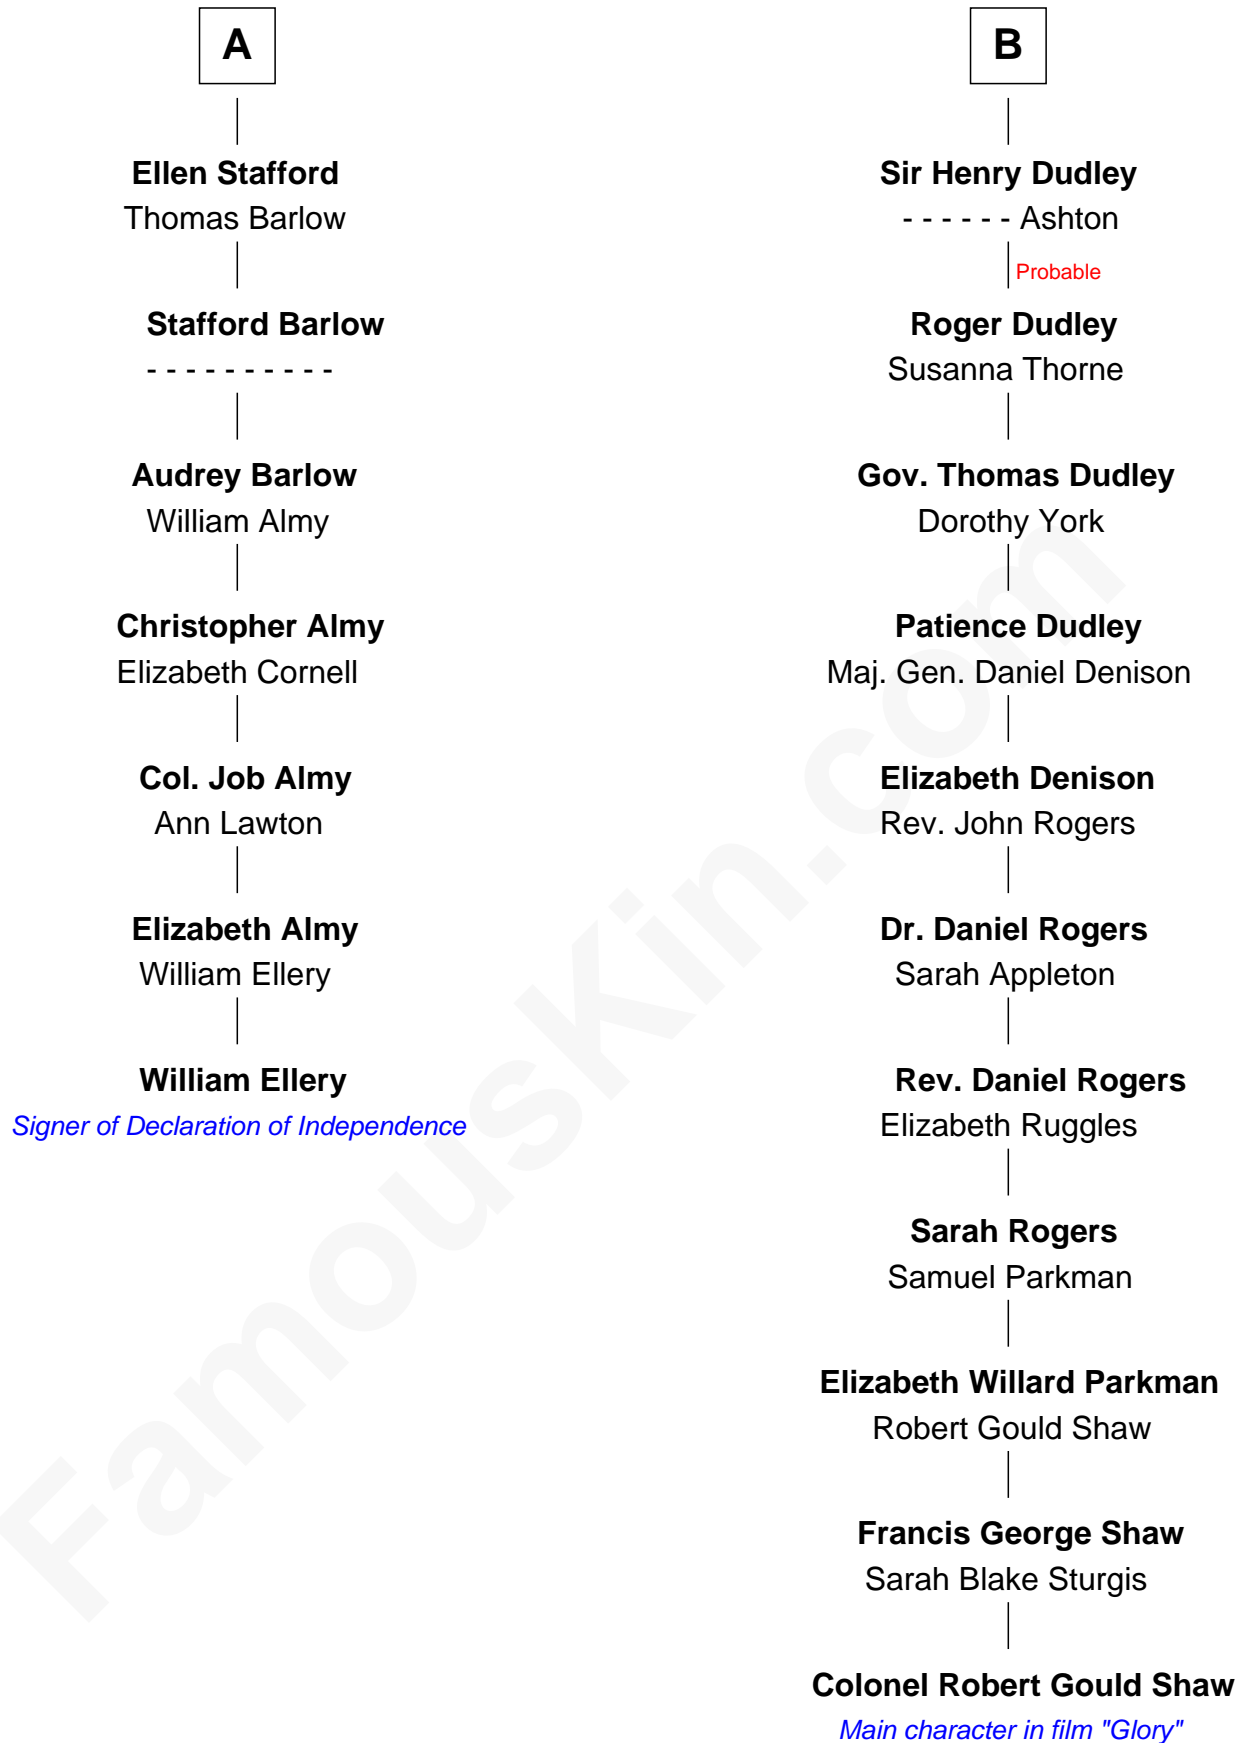 A
Ellen Stafford
Thomas Barlow
Stafford Barlow
- - - - - - - - - -
Audrey Barlow
William Almy
Christopher Almy
Elizabeth Cornell
Col. Job Almy
Ann Lawton
Elizabeth Almy
William Ellery
William Ellery
Signer of Declaration of Independence
B
Sir Henry Dudley
- - - - - - Ashton
Probable
Roger Dudley
Susanna Thorne
Gov. Thomas Dudley
Dorothy York
Patience Dudley
Maj. Gen. Daniel Denison
Elizabeth Denison
Rev. John Rogers
Dr. Daniel Rogers
Sarah Appleton
Rev. Daniel Rogers
Elizabeth Ruggles
Sarah Rogers
Samuel Parkman
Elizabeth Willard Parkman
Robert Gould Shaw
Francis George Shaw
Sarah Blake Sturgis
Colonel Robert Gould Shaw
Main character in film "Glory"
FamousKin.com